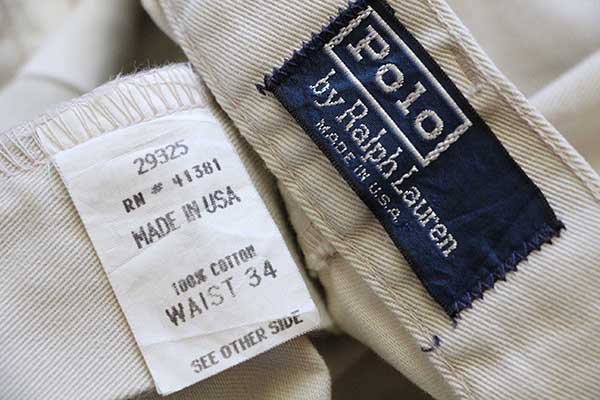 29325
RN # 41381
MADE IN USA
100% COTTON
WAIST 34
SEE OTHER SIDE
Polo
by Ralph Lauren
MADE IN U.S.A.